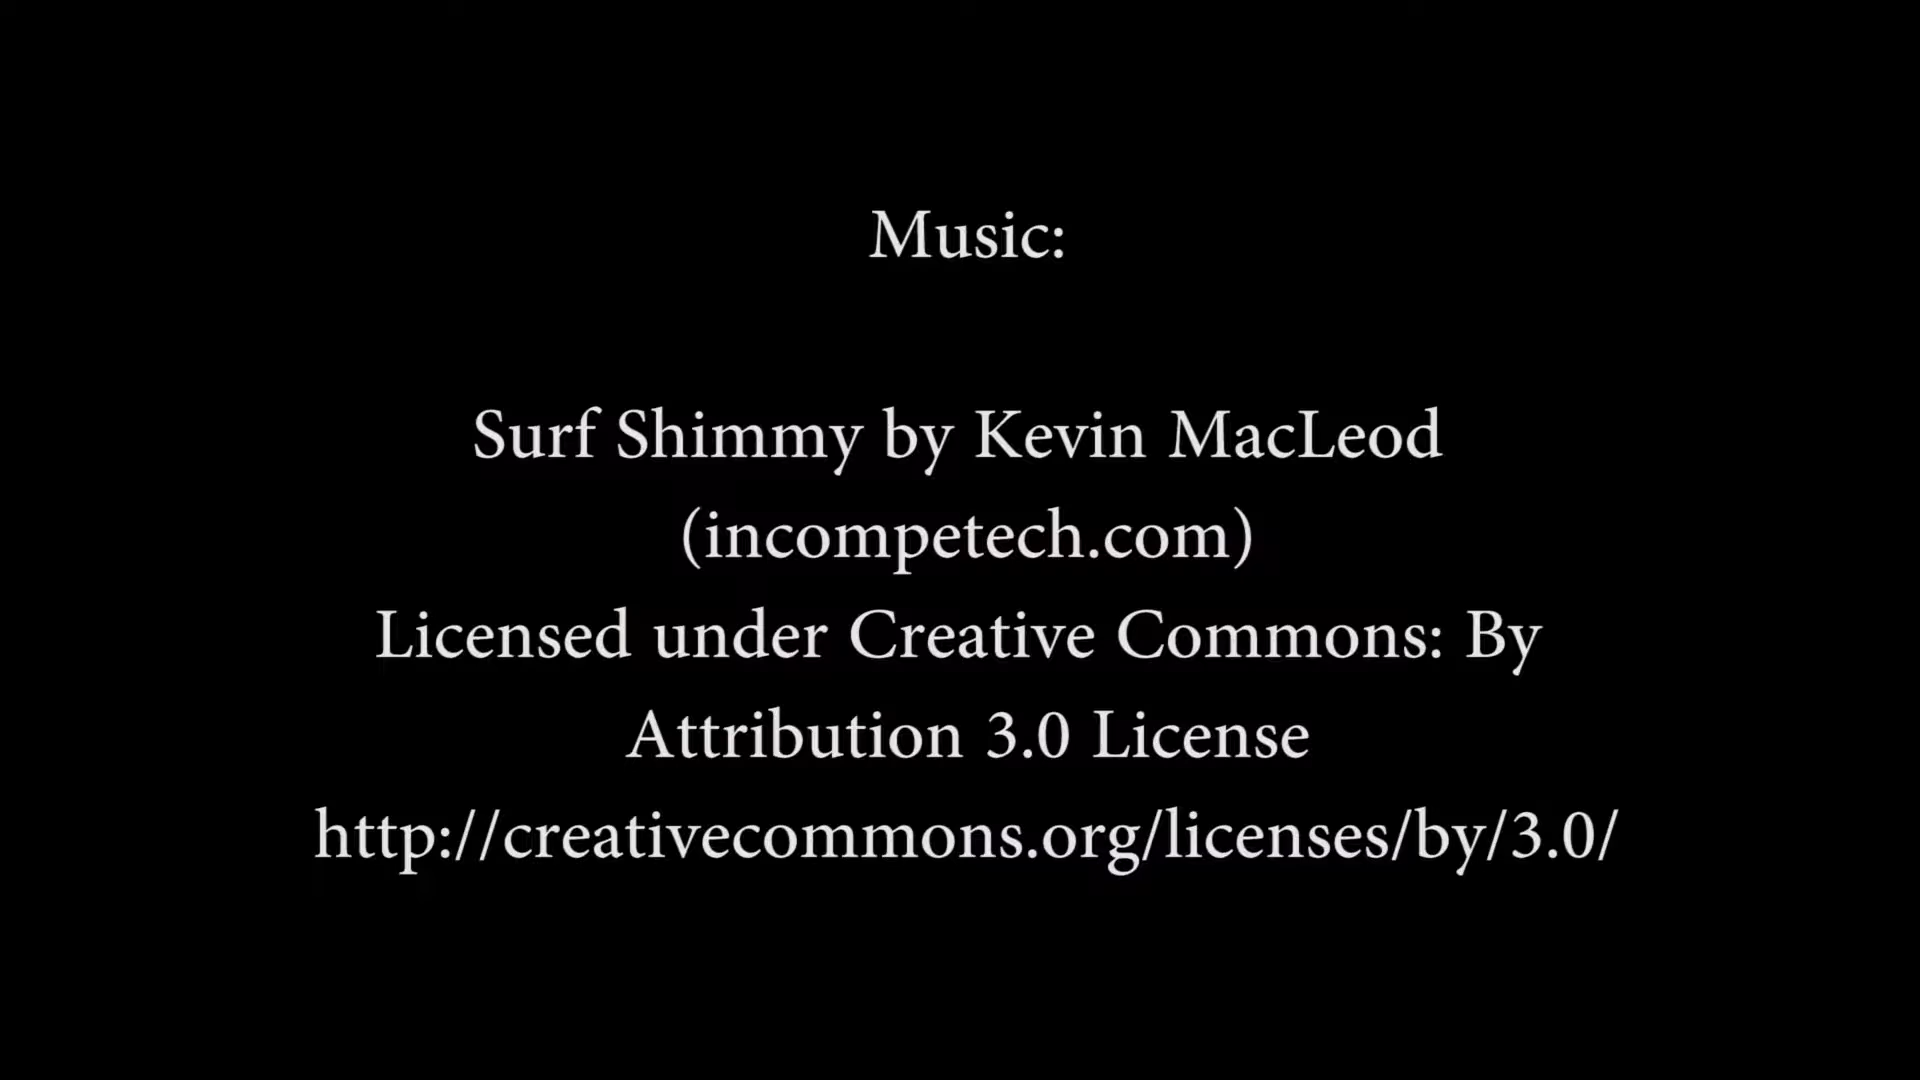 Music:
Surf Shimmy by Kevin MacLeod
(incompetech.com)
Licensed under Creative Commons: By
Attribution 3.0 License
http://creativecommons.org/licenses/by/3.0/